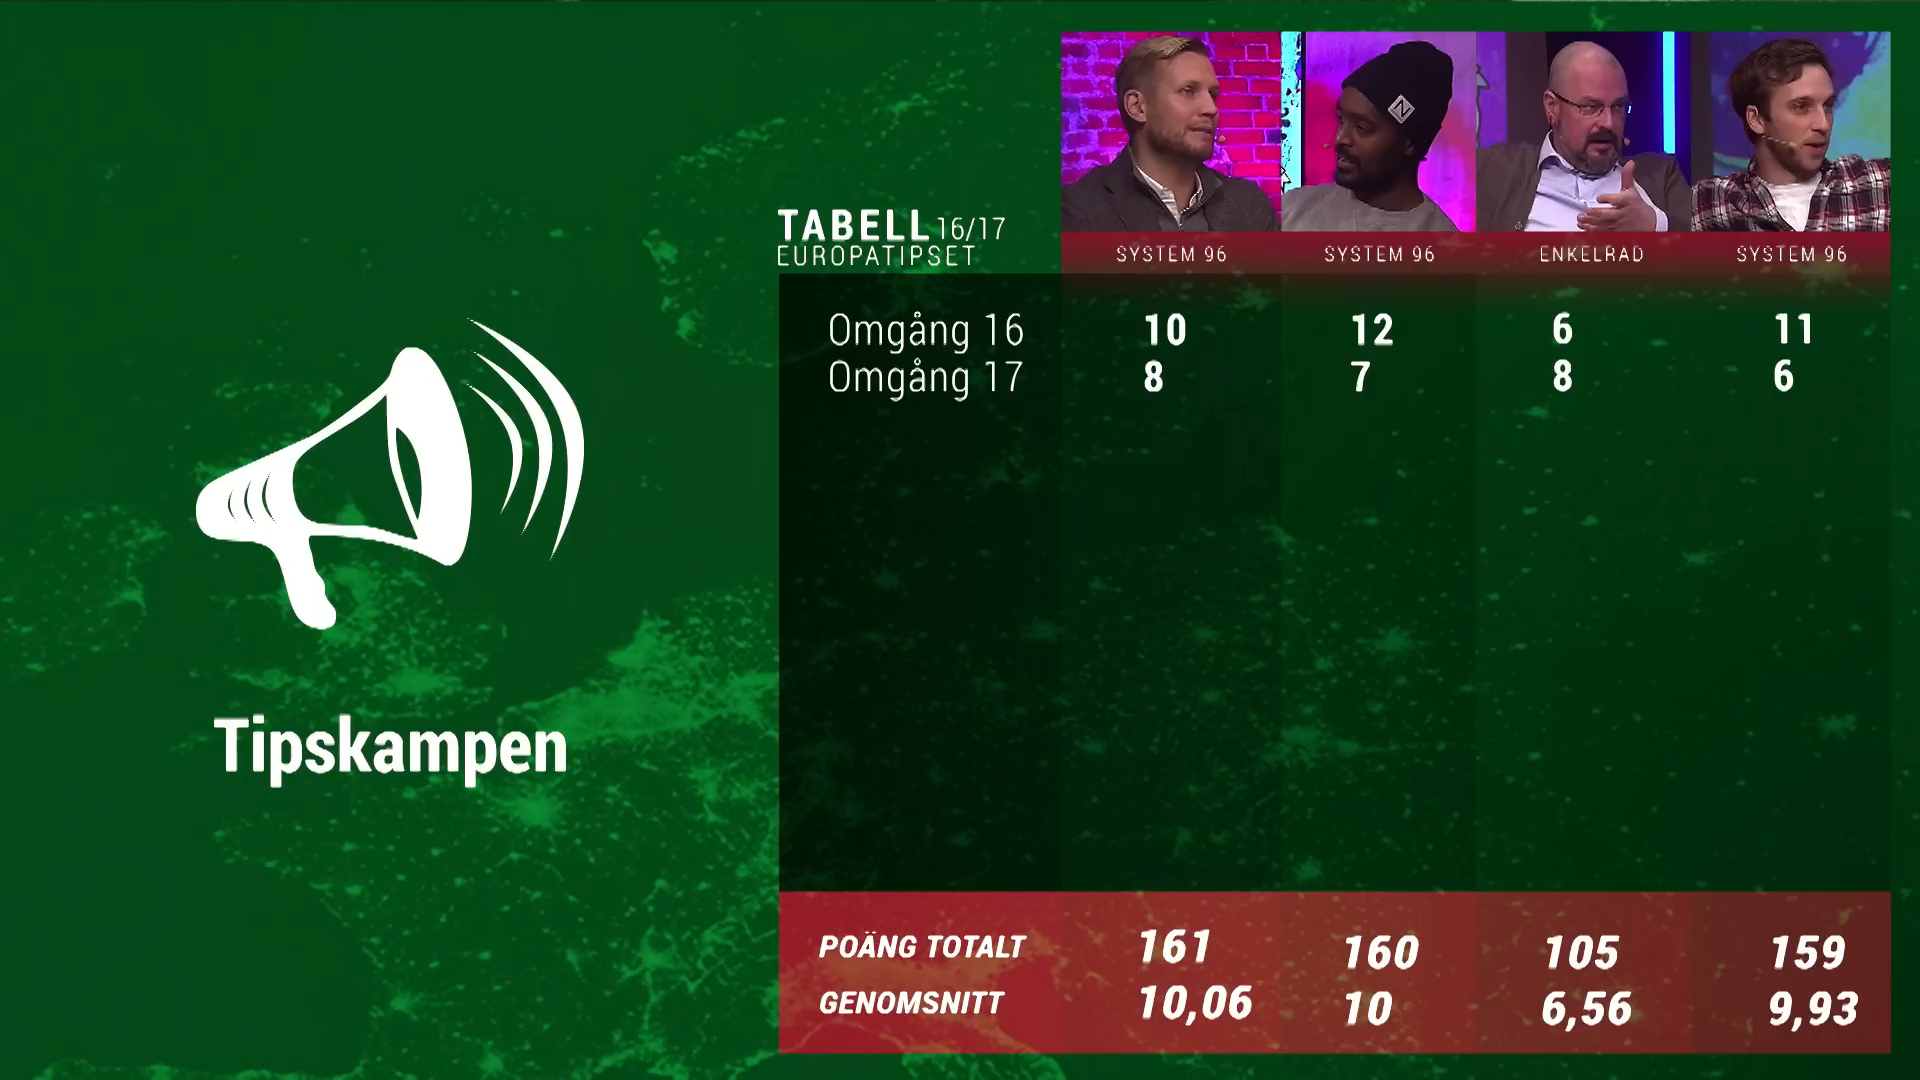 TABELL 16/17
EUROPATIPSET
SYSTEM 96 SYSTEM 96 ENKELRAD SYSTEM 96
Omgång 16 10 12 6 11
Omgång 17 8 7 8 6
Tipskampen
POÄNG TOTALT 161 160 105 159
GENOMSNITT 10,06 10 6,56 9,93